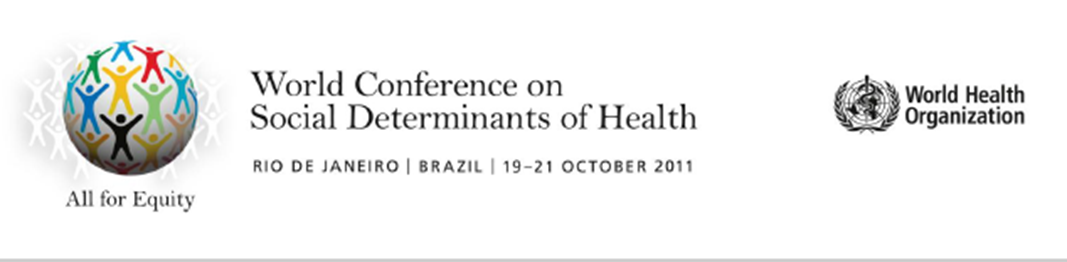 World Conference on
Social Determinants of Health
RIO DE JANEIRO | BRAZIL | 19–21 OCTOBER 2011
All for Equity
World Health
Organization